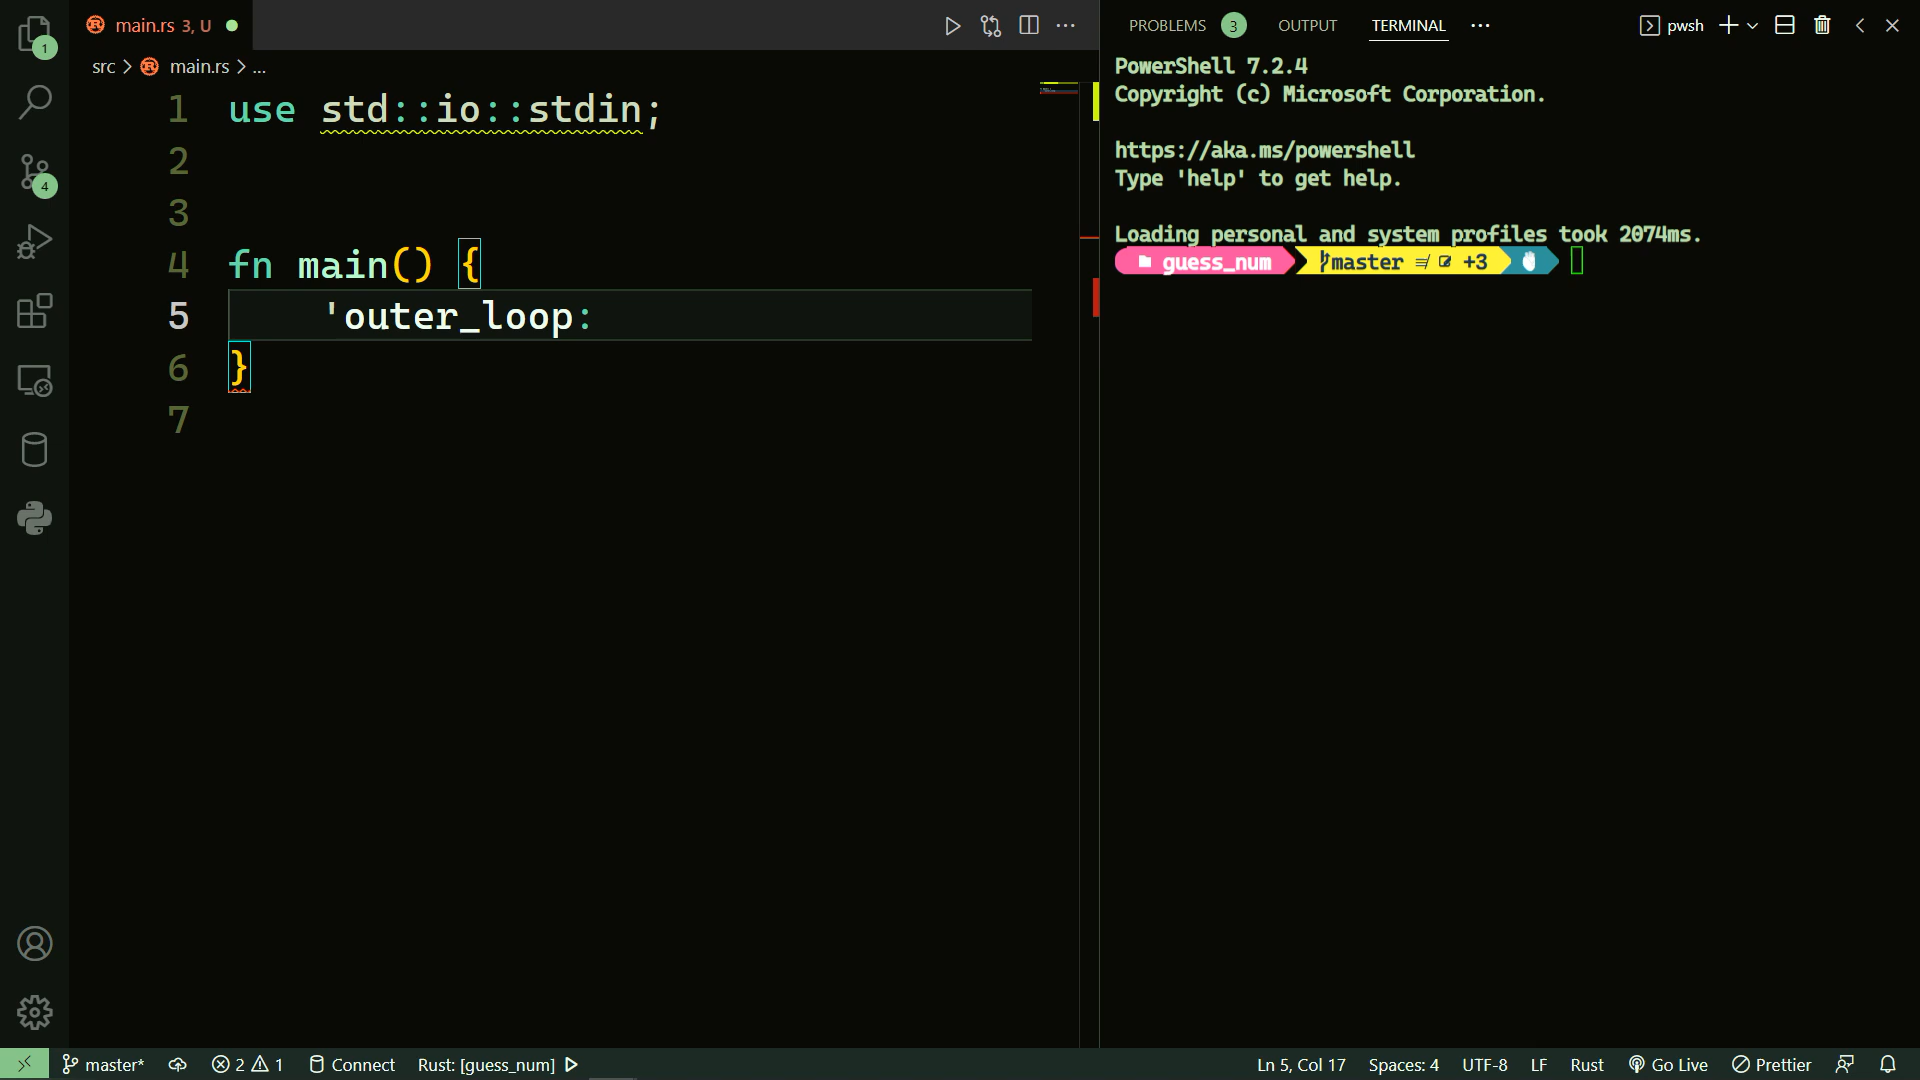 main.rs 3, U
src > main.rs > ...
1 use std::io::stdin;
2
3
4 fn main() {
5     'outer_loop:
6 }
7
1
4
PROBLEMS 3 OUTPUT TERMINAL ...
pwsh
PowerShell 7.2.4
Copyright (c) Microsoft Corporation.
https://aka.ms/powershell
Type 'help' to get help.
Loading personal and system profiles took 2074ms.
guess_num master ≢ +3
master* 2 1 Connect Rust: [guess_num]
Ln 5, Col 17 Spaces: 4 UTF-8 LF Rust Go Live Prettier